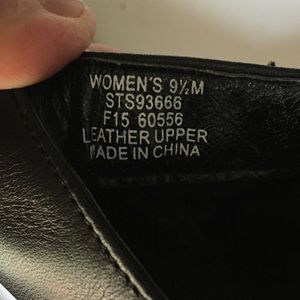 WOMEN'S 9½M
STS93666
F15 60556
LEATHER UPPER
MADE IN CHINA